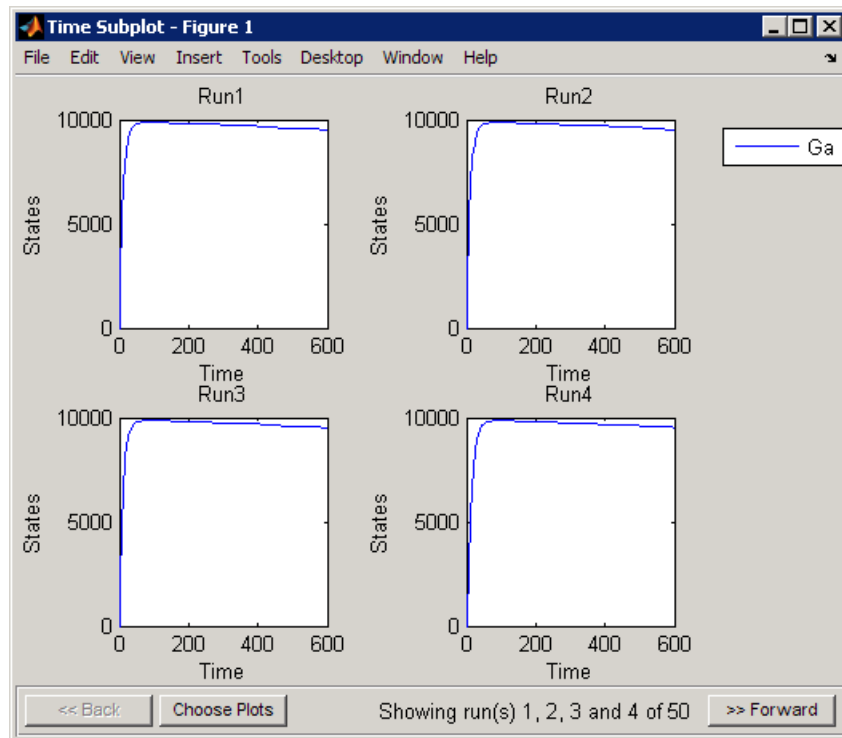 Time Subplot - Figure 1
File Edit View Insert Tools Desktop Window Help
Run1
10000
5000
0
States
0 200 400 600
Time
Run2
10000
5000
0
States
0 200 400 600
Time
Ga
Run3
10000
5000
0
States
0 200 400 600
Time
Run4
10000
5000
0
States
0 200 400 600
Time
<< Back Choose Plots Showing run(s) 1, 2, 3 and 4 of 50 >> Forward